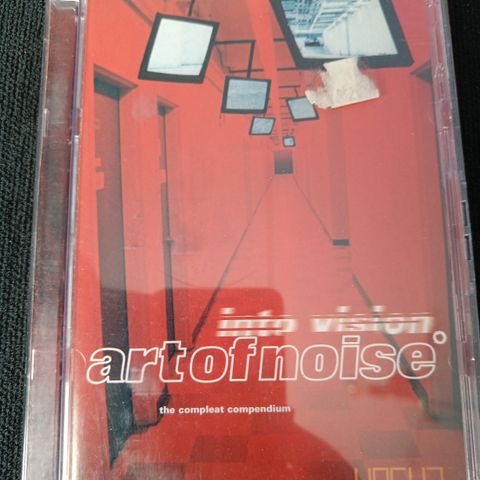 into vision
artofnoise
the compleat compendium